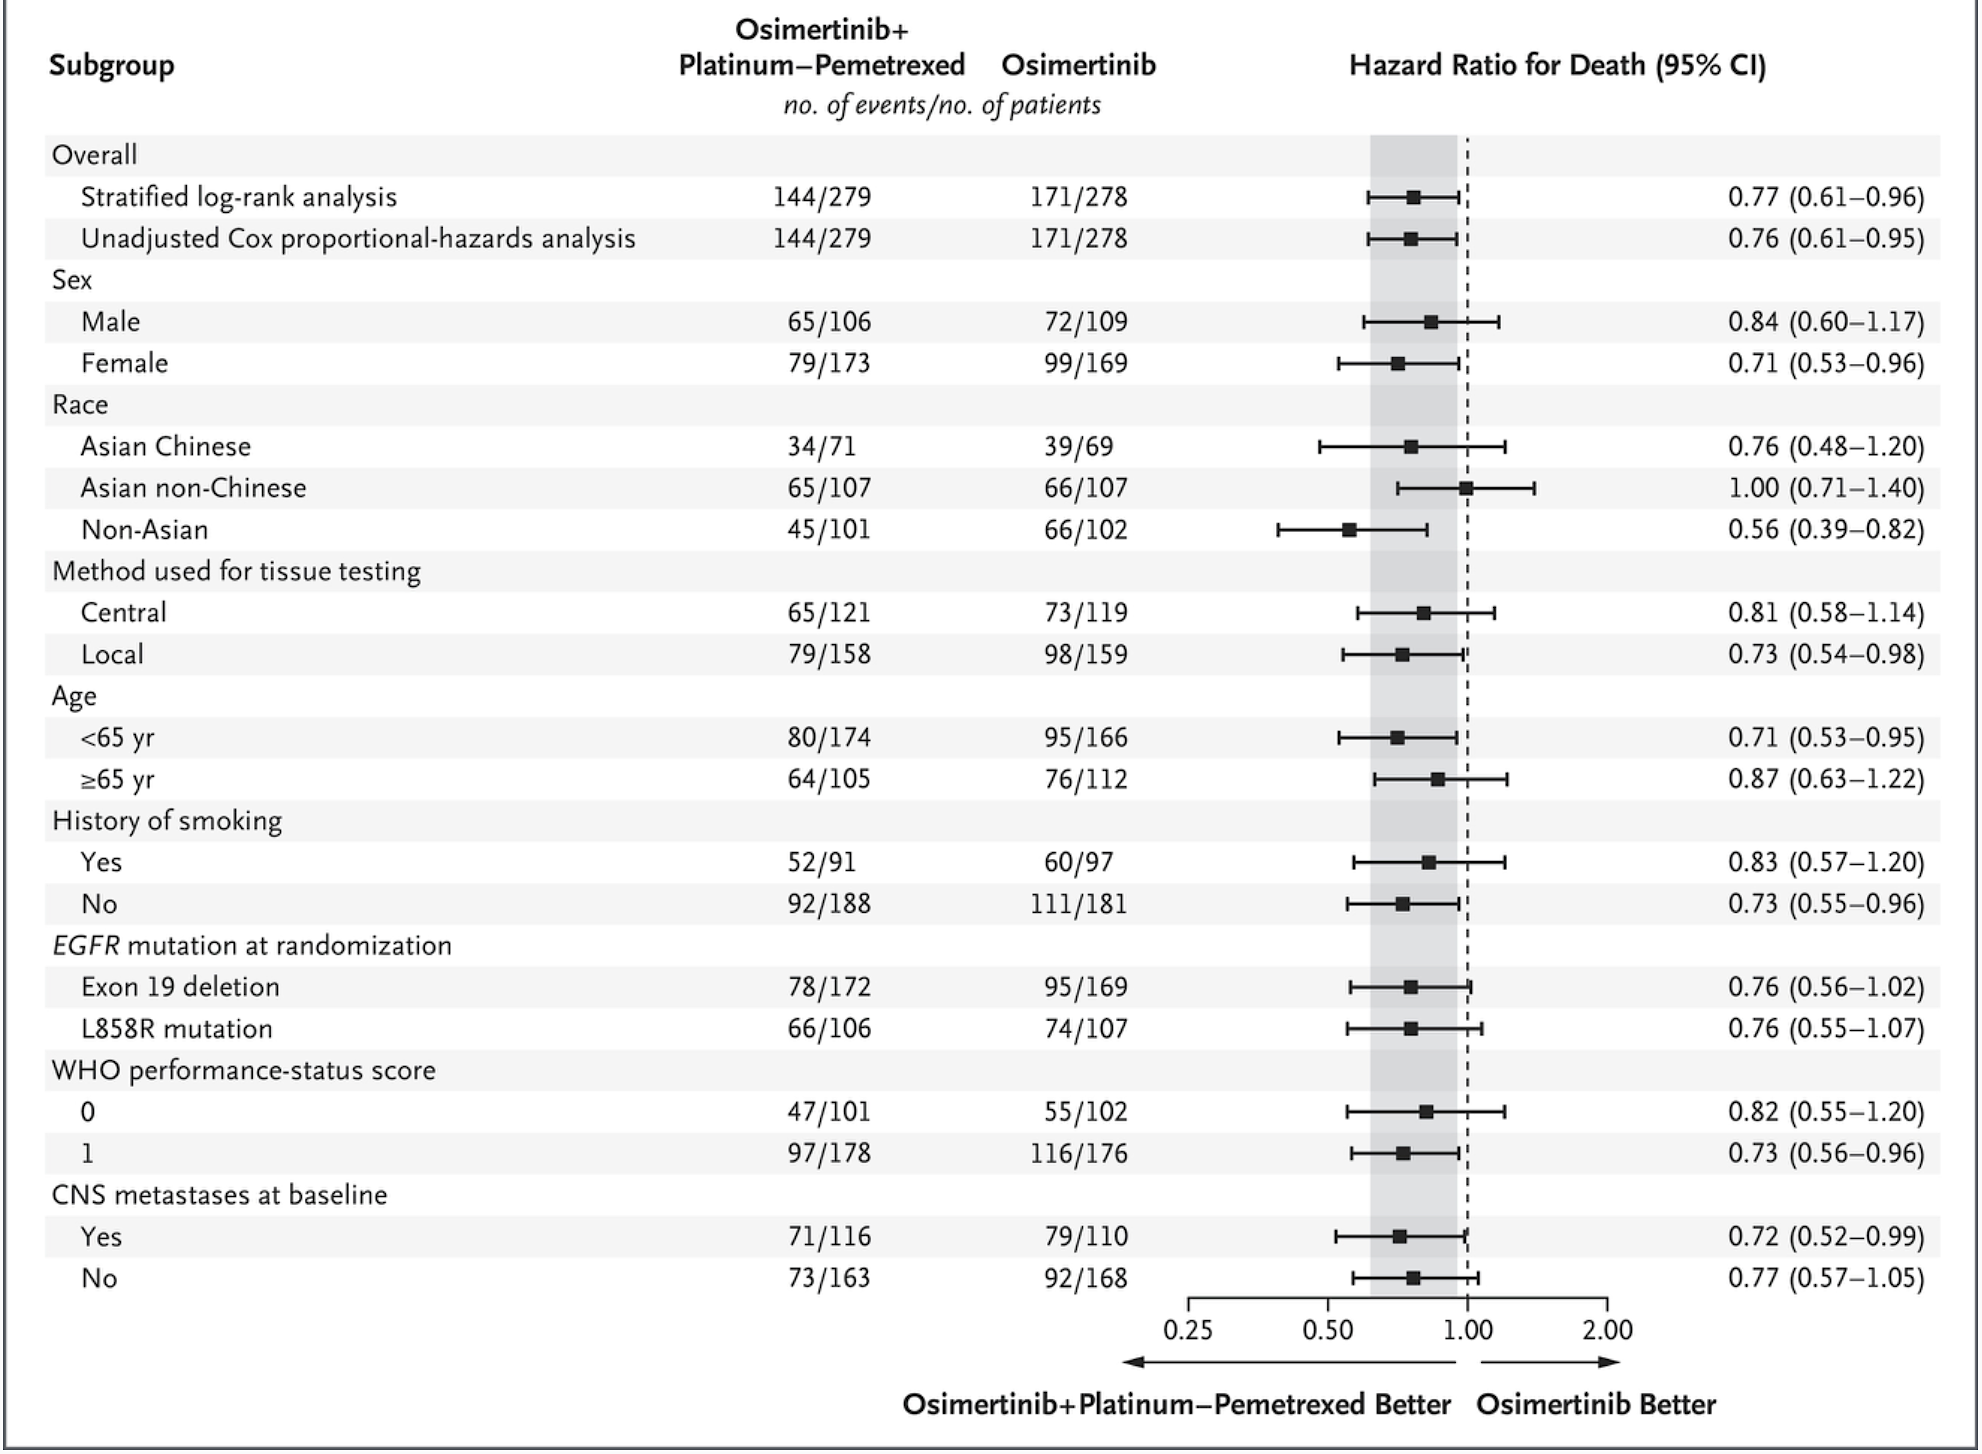 Osimertinib+
Subgroup Platinum–Pemetrexed Osimertinib Hazard Ratio for Death (95% CI)
no. of events/no. of patients
Overall
Stratified log-rank analysis 144/279 171/278 0.77 (0.61–0.96)
Unadjusted Cox proportional-hazards analysis 144/279 171/278 0.76 (0.61–0.95)
Sex
Male 65/106 72/109 0.84 (0.60–1.17)
Female 79/173 99/169 0.71 (0.53–0.96)
Race
Asian Chinese 34/71 39/69 0.76 (0.48–1.20)
Asian non-Chinese 65/107 66/107 1.00 (0.71–1.40)
Non-Asian 45/101 66/102 0.56 (0.39–0.82)
Method used for tissue testing
Central 65/121 73/119 0.81 (0.58–1.14)
Local 79/158 98/159 0.73 (0.54–0.98)
Age
<65 yr 80/174 95/166 0.71 (0.53–0.95)
≥65 yr 64/105 76/112 0.87 (0.63–1.22)
History of smoking
Yes 52/91 60/97 0.83 (0.57–1.20)
No 92/188 111/181 0.73 (0.55–0.96)
EGFR mutation at randomization
Exon 19 deletion 78/172 95/169 0.76 (0.56–1.02)
L858R mutation 66/106 74/107 0.76 (0.55–1.07)
WHO performance-status score
0 47/101 55/102 0.82 (0.55–1.20)
1 97/178 116/176 0.73 (0.56–0.96)
CNS metastases at baseline
Yes 71/116 79/110 0.72 (0.52–0.99)
No 73/163 92/168 0.77 (0.57–1.05)
0.25 0.50 1.00 2.00
Osimertinib+Platinum–Pemetrexed Better Osimertinib Better